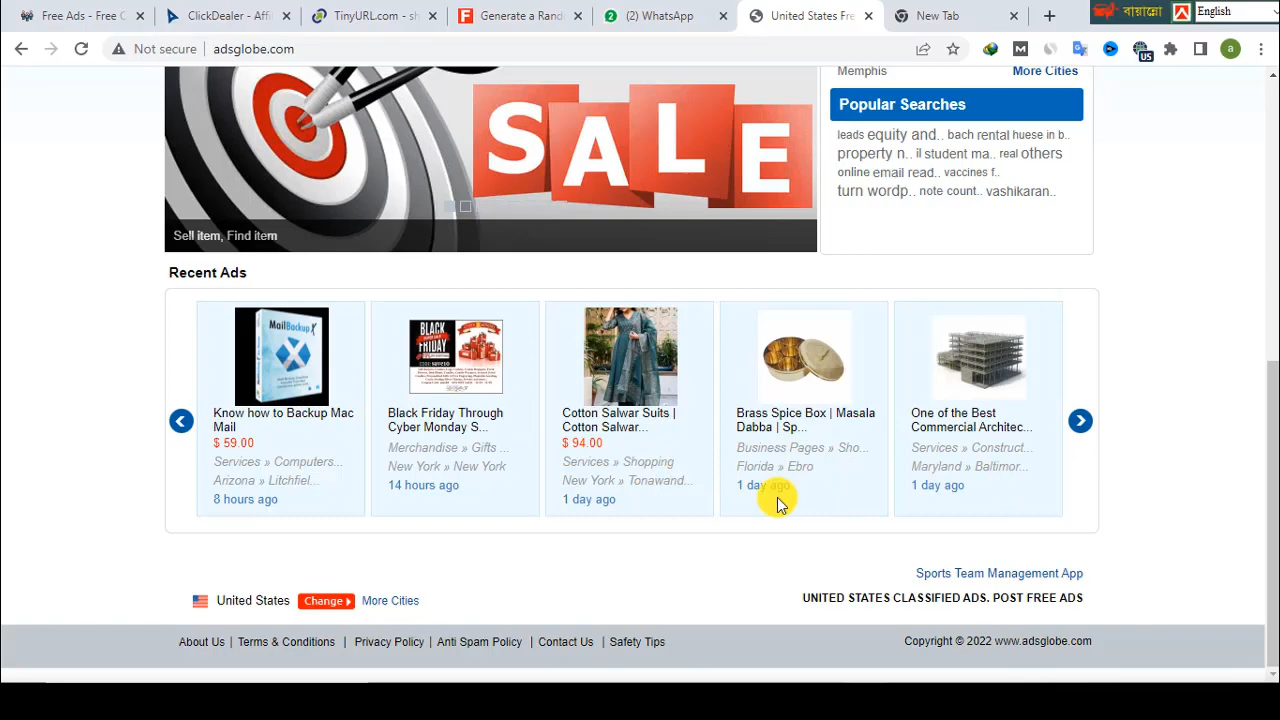 Free Ads - Free C
ClickDealer - Affi
TinyURL.com
Generate a Rand
(2) WhatsApp
United States Fre
New Tab
বায়ান্নো
English
Not secure
adsglobe.com
US
a
SALE
Sell item, Find item
Memphis
More Cities
Popular Searches
leads equity and.. bach rental huese in b..
property n.. il student ma.. real others
online email read.. vaccines f..
turn wordp.. note count.. vashikaran..
Recent Ads
MailBackup X
BLACK FRIDAY
Know how to Backup Mac
Mail
$ 59.00
Services » Computers...
Arizona » Litchfiel...
8 hours ago
Black Friday Through
Cyber Monday S...
Merchandise » Gifts ...
New York » New York
14 hours ago
Cotton Salwar Suits |
Cotton Salwar...
$ 94.00
Services » Shopping
New York » Tonawand...
1 day ago
Brass Spice Box | Masala
Dabba | Sp...
Business Pages » Sho...
Florida » Ebro
1 day ago
One of the Best
Commercial Architec...
Services » Construct...
Maryland » Baltimor...
1 day ago
Sports Team Management App
United States Change More Cities
UNITED STATES CLASSIFIED ADS. POST FREE ADS
About Us | Terms & Conditions | Privacy Policy | Anti Spam Policy | Contact Us | Safety Tips
Copyright © 2022 www.adsglobe.com